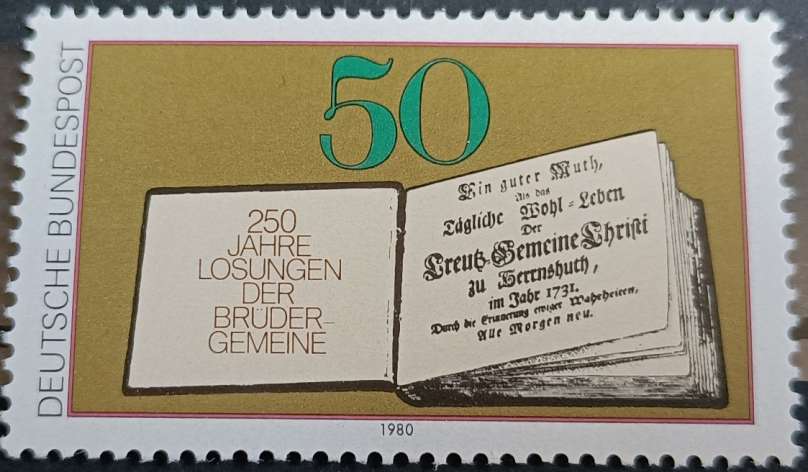 DEUTSCHE BUNDESPOST
50
250
JAHRE
LOSUNGEN
DER
BRÜDER-
GEMEINE
Ein guter Muth,
Als das
Tägliche Wohl-Leben
Der
Creutz-Gemeine Christi
zu Herrnhuth,
im Jahr 1731.
Durch die Erinnerung ewiger Wahrheiten,
Alle Morgen neu.
1980